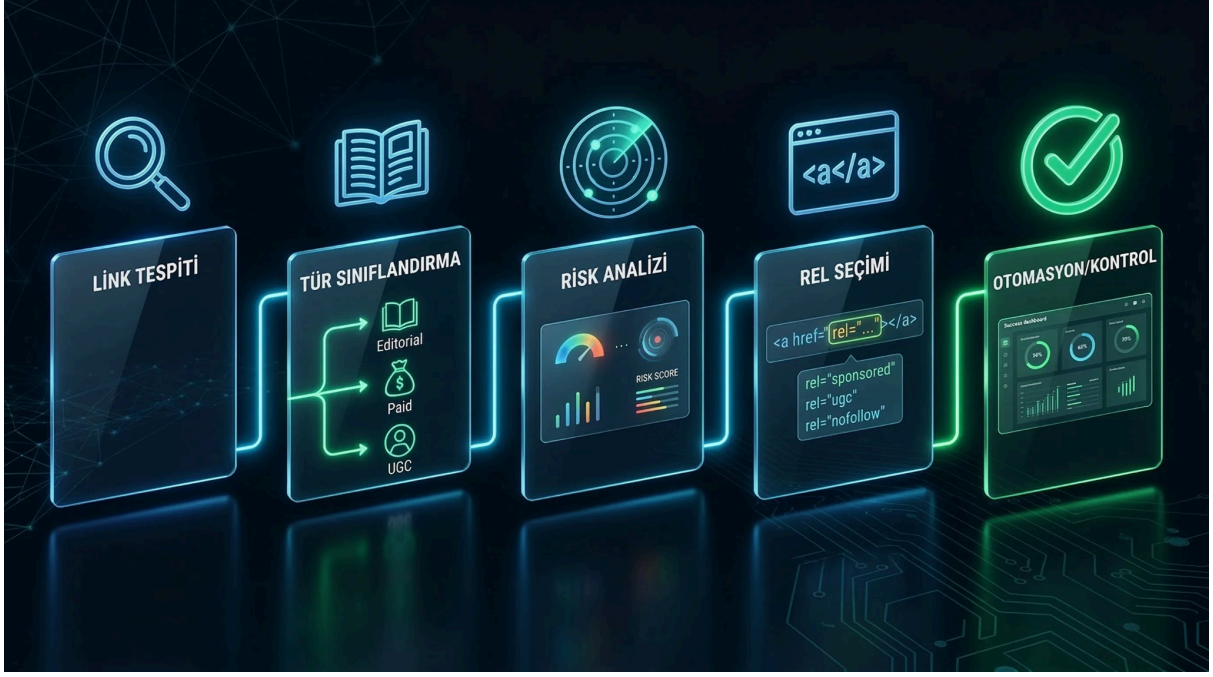 <a</a>
LİNK TESPİTİ
TÜR SINIFLANDIRMA
Editorial
Paid
UGC
RİSK ANALİZİ
RISK SCORE
REL SEÇİMİ
<a href="rel="..."></a>
rel="sponsored"
rel="ugc"
rel="nofollow"
OTOMASYON/KONTROL
Success dashboard